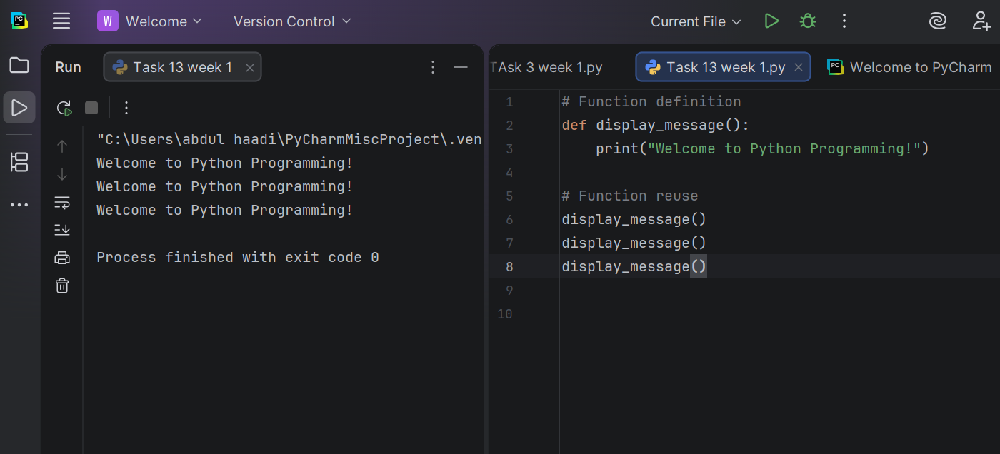 PC W Welcome Version Control Current File
Run Task 13 week 1
TAsk 3 week 1.py Task 13 week 1.py PC Welcome to PyCharm
"C:\Users\abdul haadi\PyCharmMiscProject\.ven
Welcome to Python Programming!
Welcome to Python Programming!
Welcome to Python Programming!
Process finished with exit code 0
1 # Function definition
2 def display_message():
3     print("Welcome to Python Programming!")
4
5 # Function reuse
6 display_message()
7 display_message()
8 display_message()
9
10